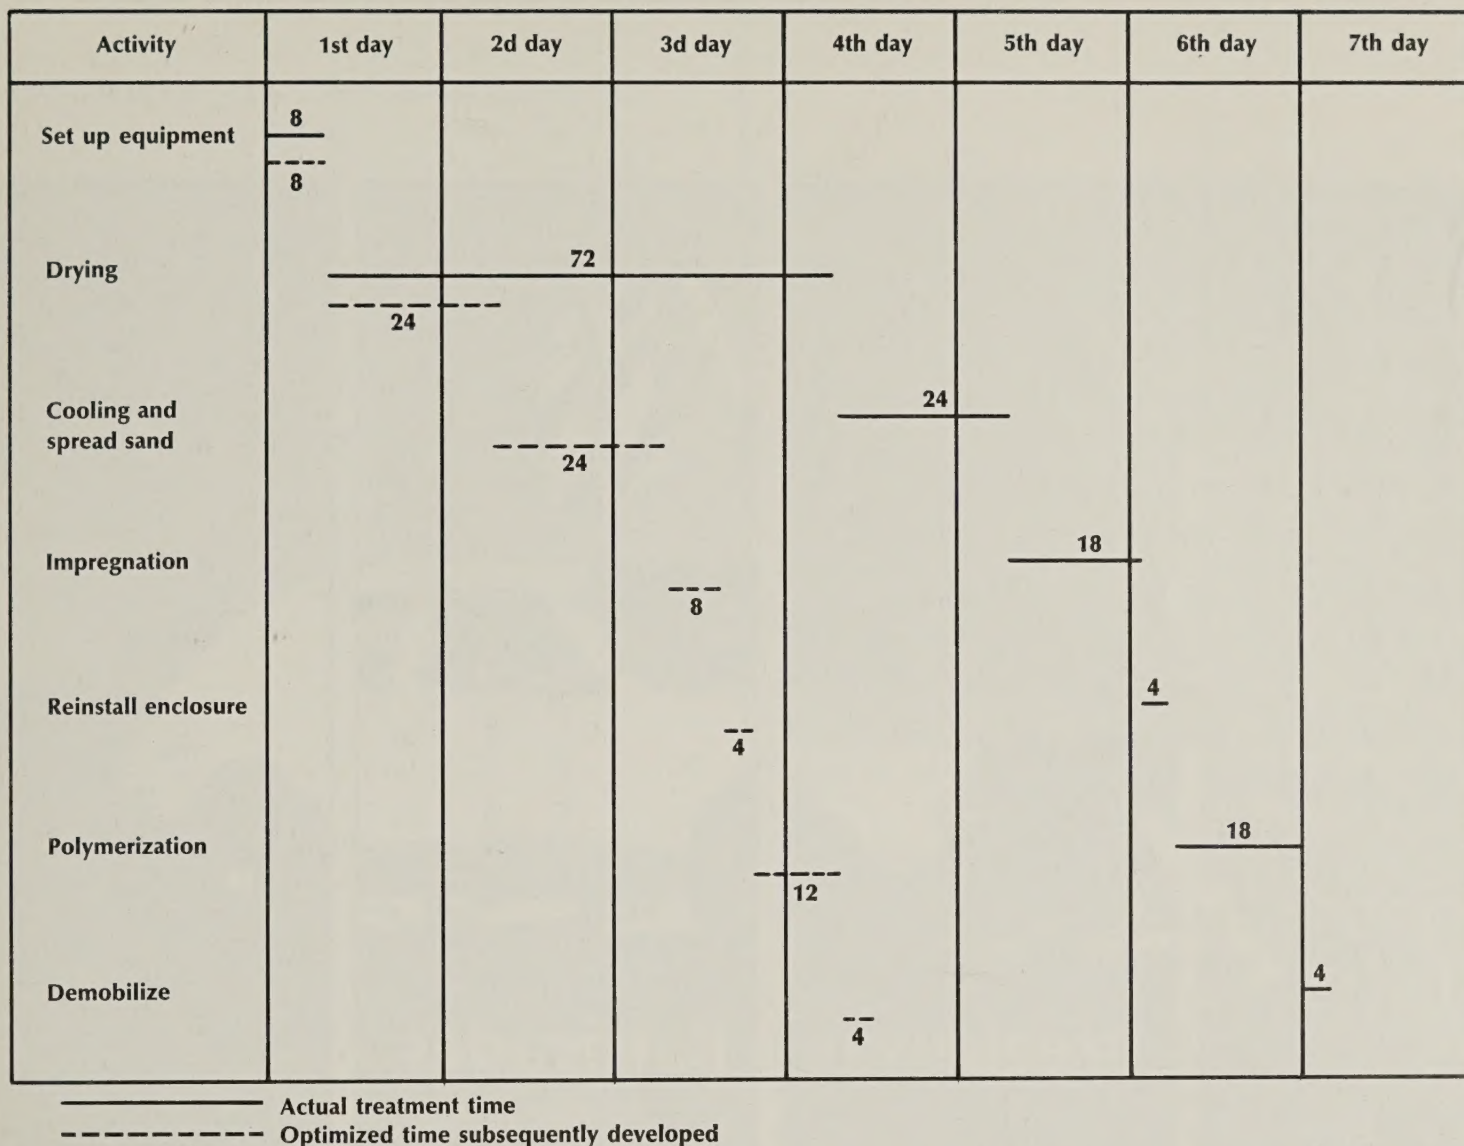 Activity 1st day 2d day 3d day 4th day 5th day 6th day 7th day
8
Set up equipment
8
72
Drying
24
Cooling and 24
spread sand
24
18
Impregnation
8
4
Reinstall enclosure
4
18
Polymerization
12
4
Demobilize
4
Actual treatment time
Optimized time subsequently developed